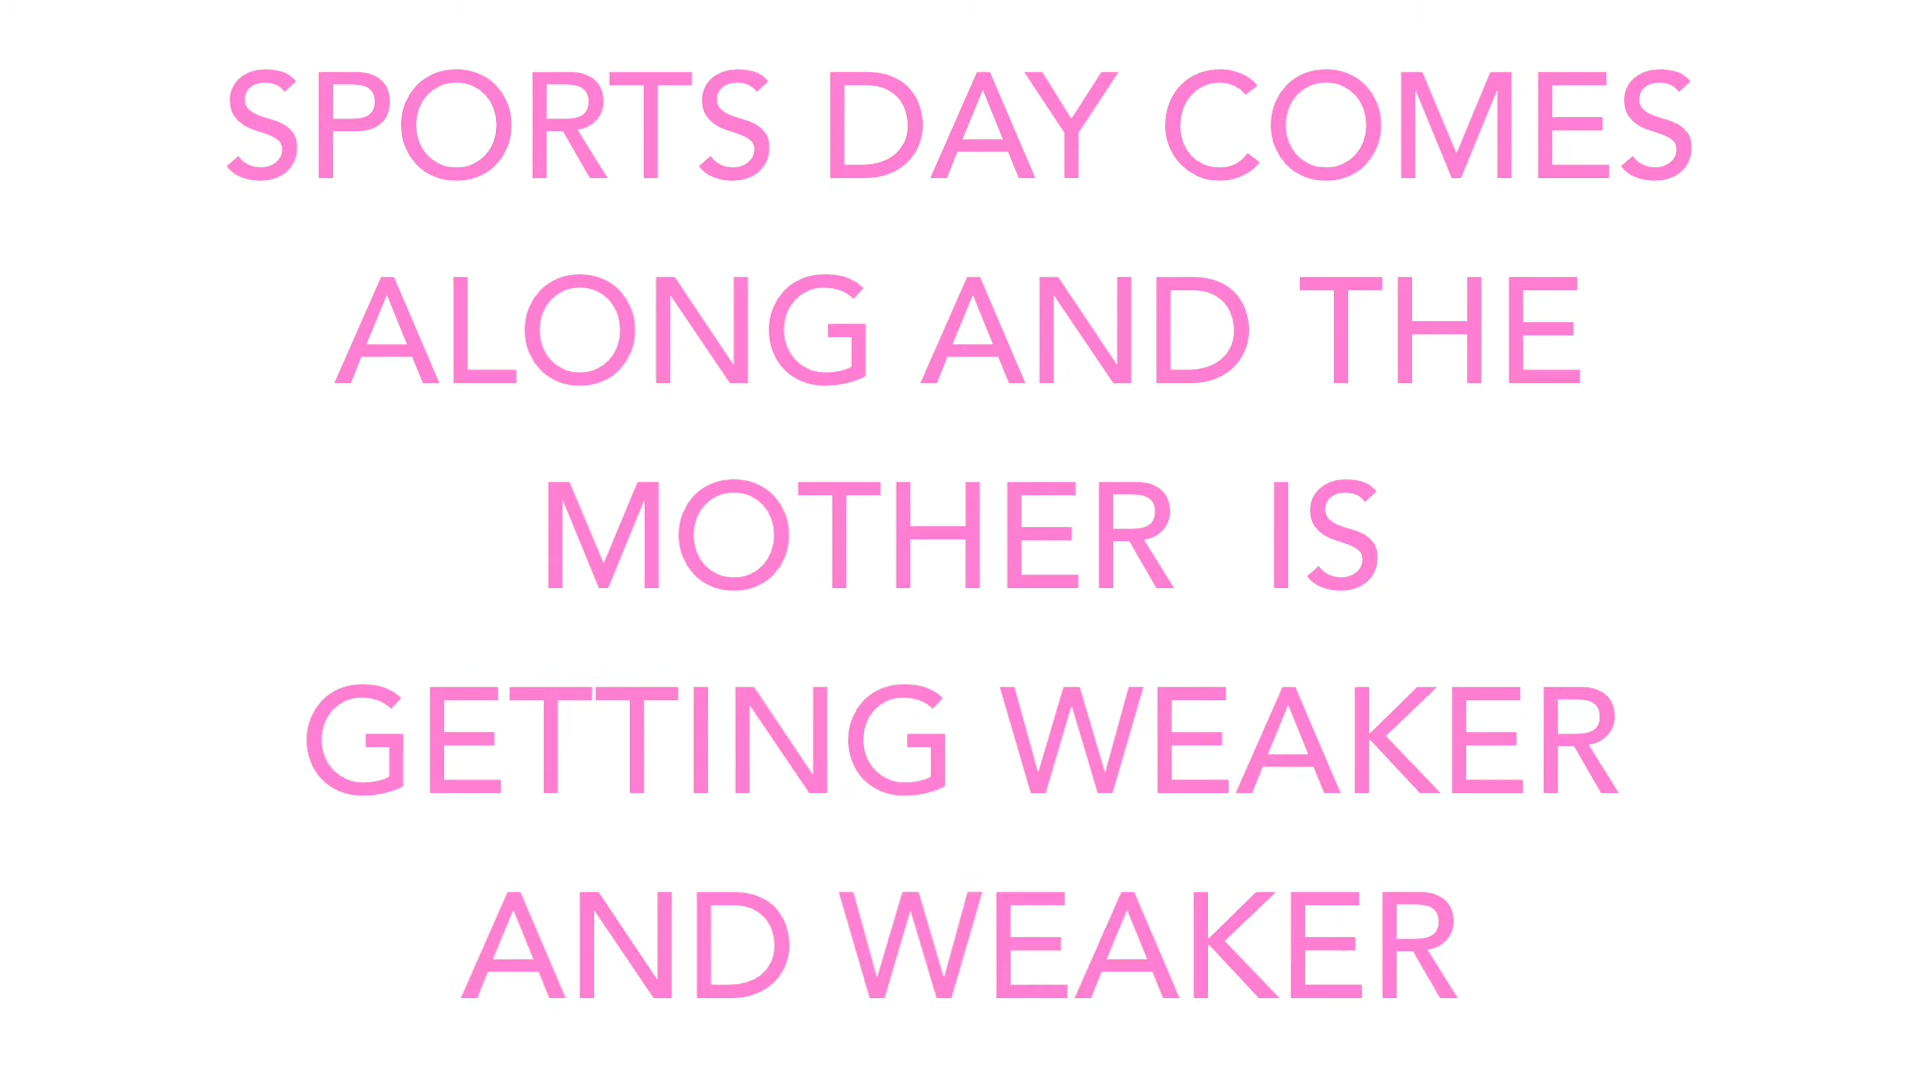 SPORTS DAY COMES
ALONG AND THE
MOTHER  IS
GETTING WEAKER
AND WEAKER